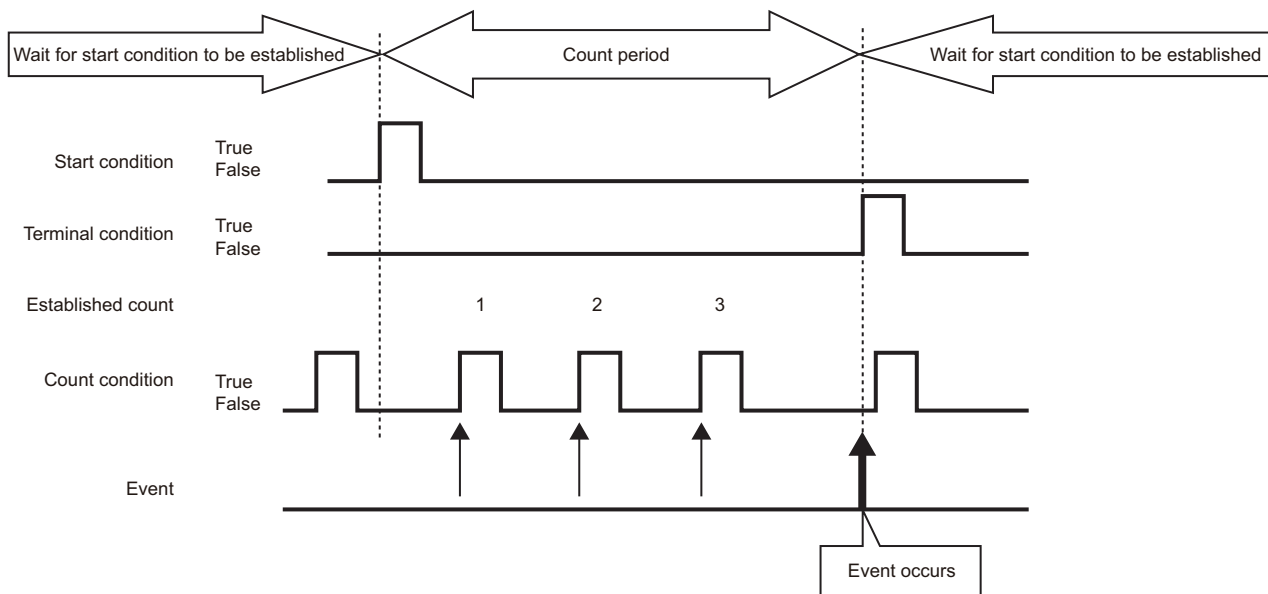 Wait for start condition to be established
Count period
Wait for start condition to be established
Start condition
True
False
Terminal condition
True
False
Established count
1
2
3
Count condition
True
False
Event
Event occurs